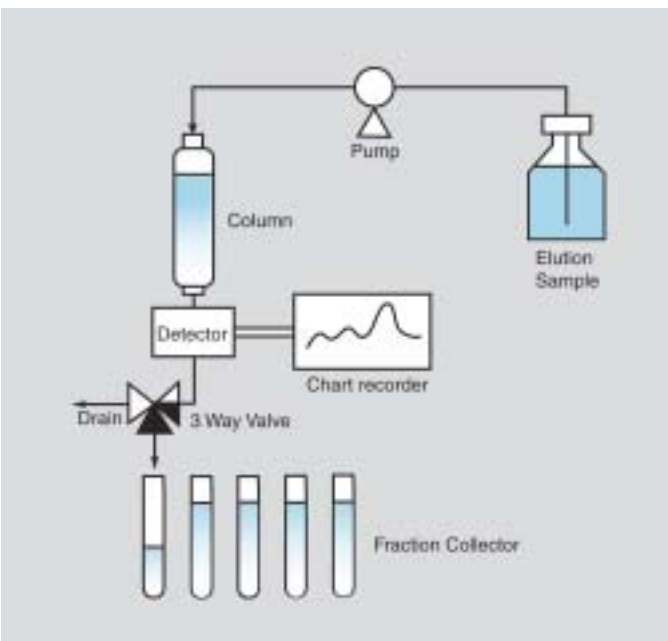 Pump
Column
Elution
Sample
Detector
Chart recorder
Drain
3 Way Valve
Fraction Collector